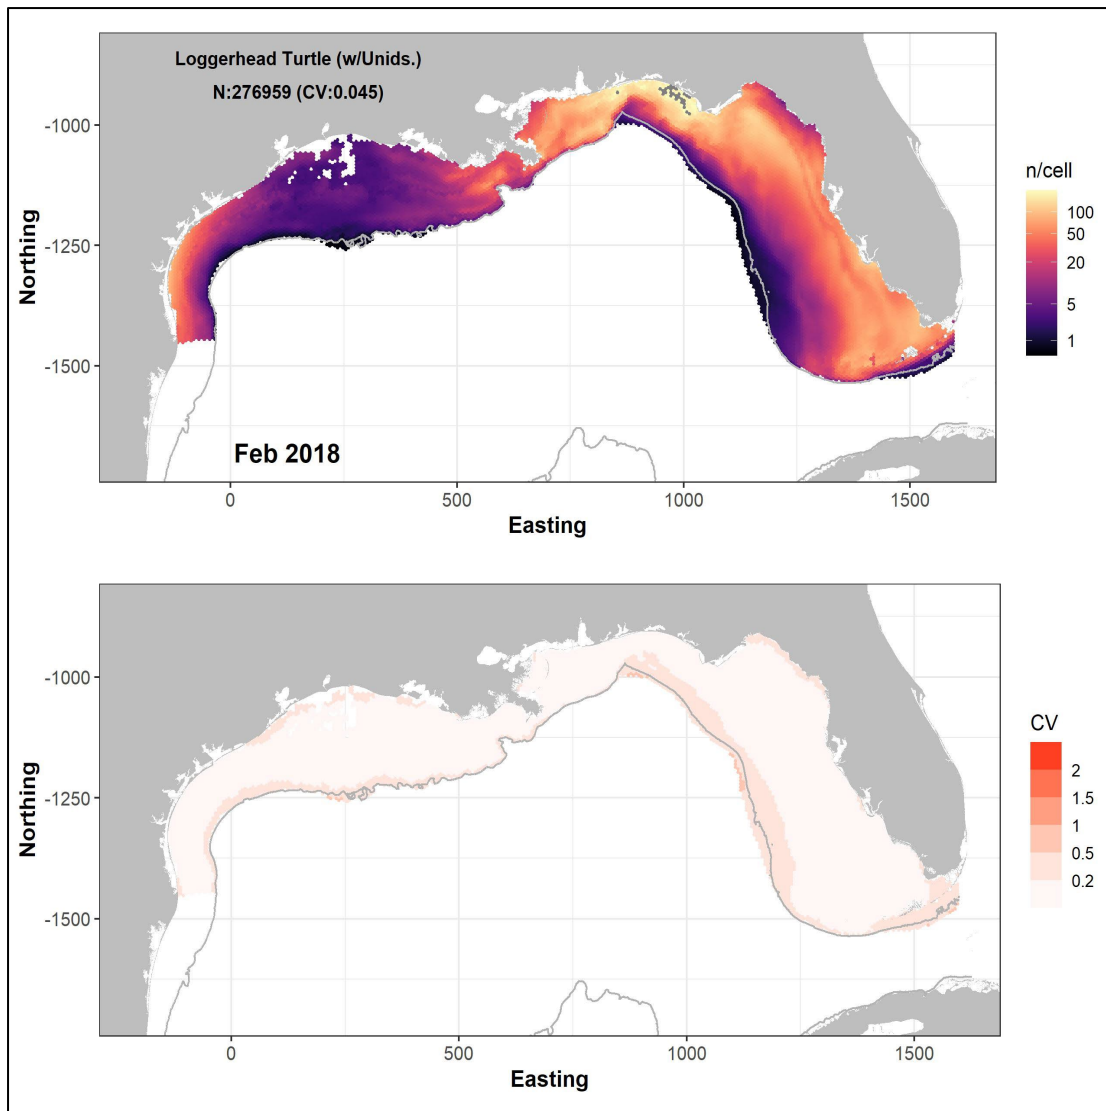 Loggerhead Turtle (w/Unids.)
N:276959 (CV:0.045)
-1000
-1250
-1500
Northing
Feb 2018
0 500 1000 1500
Easting
n/cell
100
50
20
5
1
-1000
-1250
-1500
Northing
0 500 1000 1500
Easting
CV
2
1.5
1
0.5
0.2